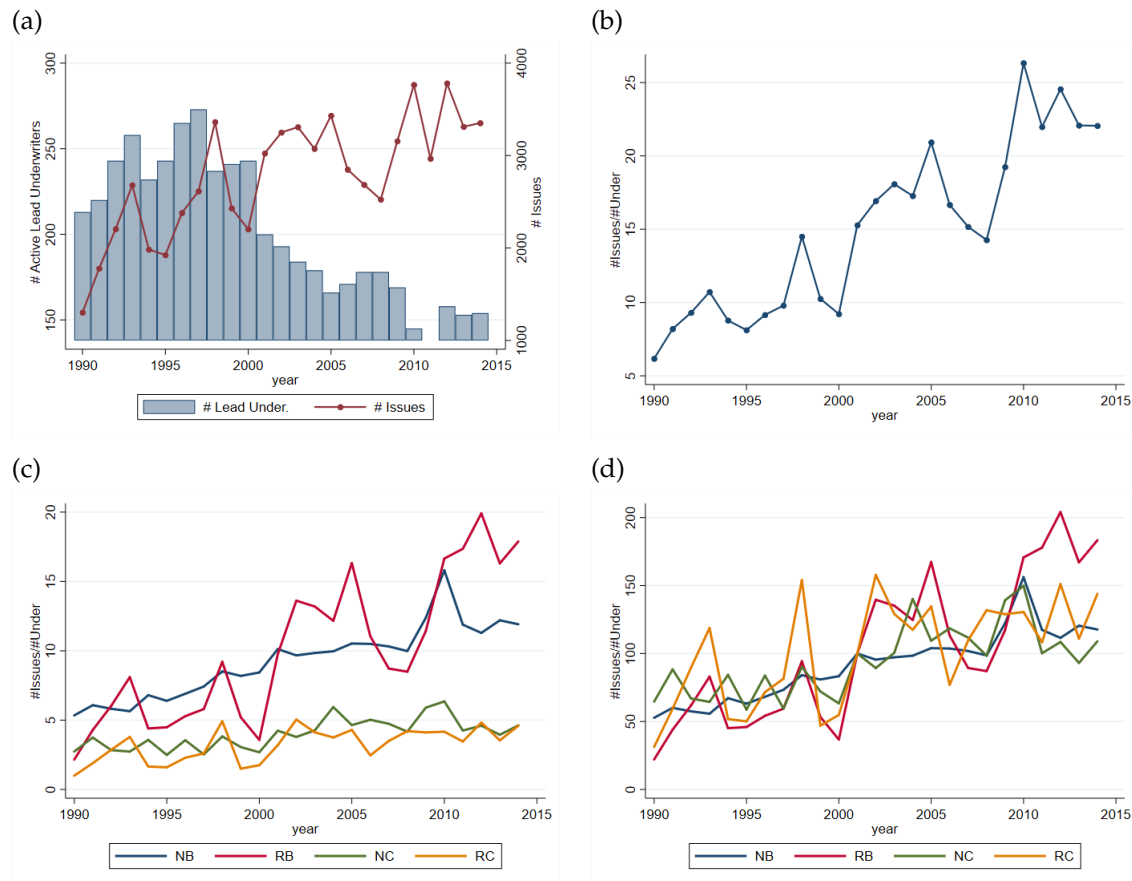 (a)
# Active Lead Underwriters
300
250
200
150
4000
3000
2000
1000
# Issues
1990 1995 2000 2005 2010 2015
year
# Lead Under. # Issues
(b)
#Issues/#Under
25
20
15
10
5
1990 1995 2000 2005 2010 2015
year
(c)
#Issues/#Under
20
15
10
5
0
1990 1995 2000 2005 2010 2015
year
NB RB NC RC
(d)
#Issues/#Under
200
150
100
50
0
1990 1995 2000 2005 2010 2015
year
NB RB NC RC